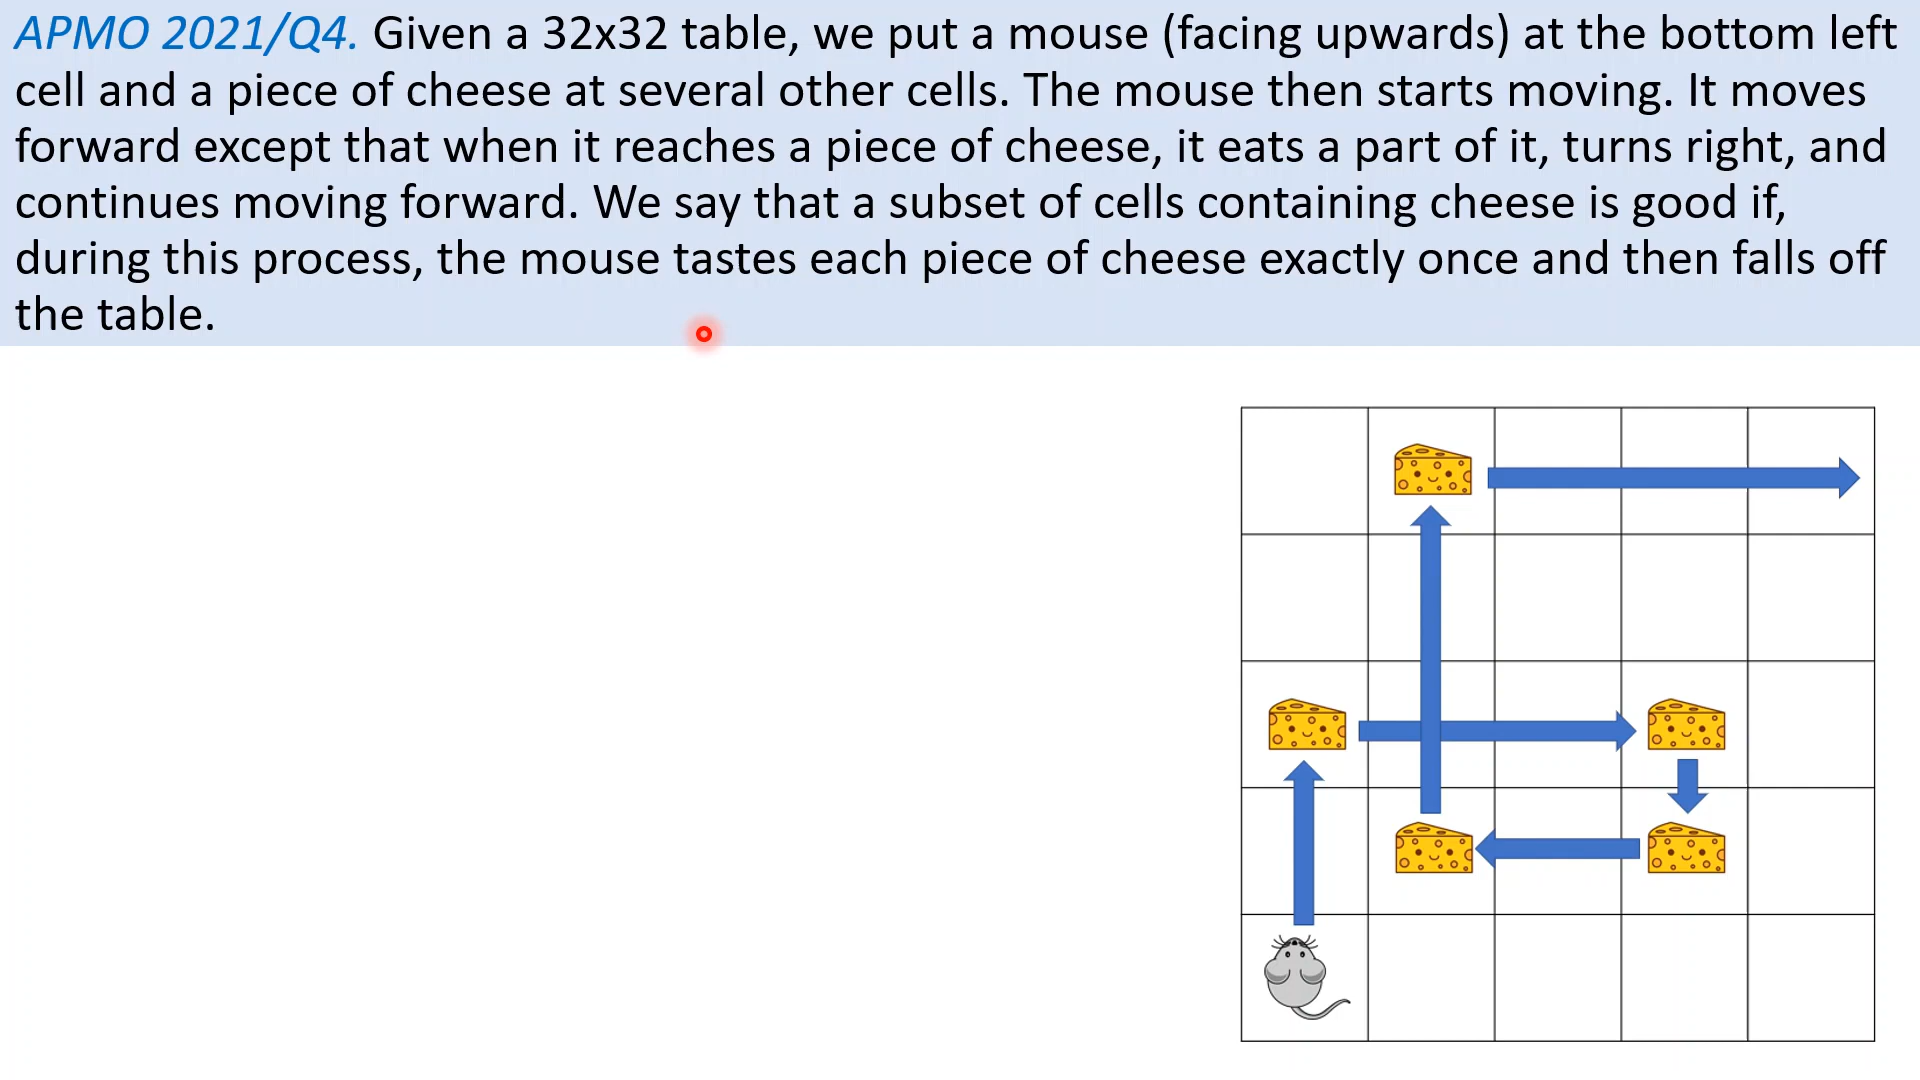 APMO 2021/Q4. Given a 32x32 table, we put a mouse (facing upwards) at the bottom left
cell and a piece of cheese at several other cells. The mouse then starts moving. It moves
forward except that when it reaches a piece of cheese, it eats a part of it, turns right, and
continues moving forward. We say that a subset of cells containing cheese is good if,
during this process, the mouse tastes each piece of cheese exactly once and then falls off
the table.